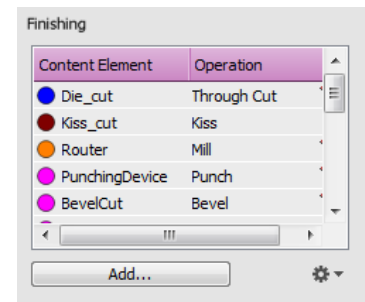 Finishing
Content Element Operation
Die_cut Through Cut
Kiss_cut Kiss
Router Mill
PunchingDevice Punch
BevelCut Bevel
Add...